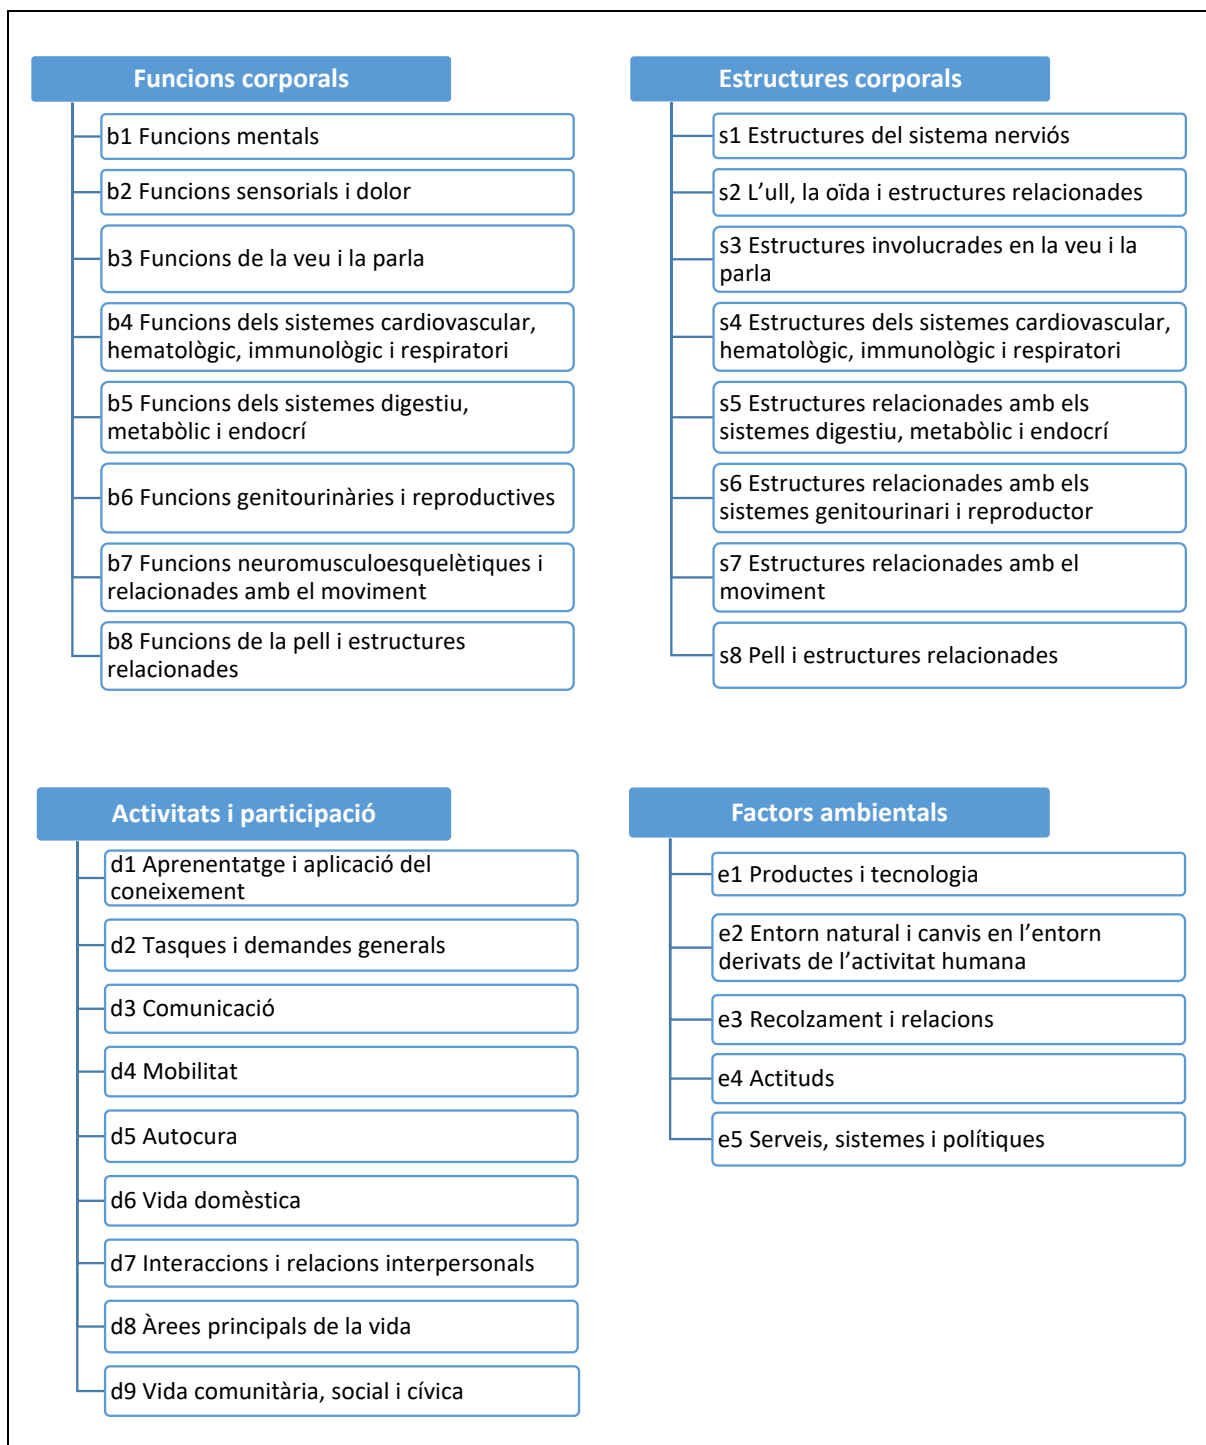 Funcions corporals
b1 Funcions mentals
b2 Funcions sensorials i dolor
b3 Funcions de la veu i la parla
b4 Funcions dels sistemes cardiovascular,
hematològic, immunològic i respiratori
b5 Funcions dels sistemes digestiu,
metabòlic i endocrí
b6 Funcions genitourinàries i reproductives
b7 Funcions neuromusculoesquelètiques i
relacionades amb el moviment
b8 Funcions de la pell i estructures
relacionades
Estructures corporals
s1 Estructures del sistema nerviós
s2 L’ull, la oïda i estructures relacionades
s3 Estructures involucrades en la veu i la
parla
s4 Estructures dels sistemes cardiovascular,
hematològic, immunològic i respiratori
s5 Estructures relacionades amb els
sistemes digestiu, metabòlic i endocrí
s6 Estructures relacionades amb els
sistemes genitourinari i reproductor
s7 Estructures relacionades amb el
moviment
s8 Pell i estructures relacionades
Activitats i participació
d1 Aprenentatge i aplicació del
coneixement
d2 Tasques i demandes generals
d3 Comunicació
d4 Mobilitat
d5 Autocura
d6 Vida domèstica
d7 Interaccions i relacions interpersonals
d8 Àrees principals de la vida
d9 Vida comunitària, social i cívica
Factors ambientals
e1 Productes i tecnologia
e2 Entorn natural i canvis en l’entorn
derivats de l’activitat humana
e3 Recolzament i relacions
e4 Actituds
e5 Serveis, sistemes i polítiques